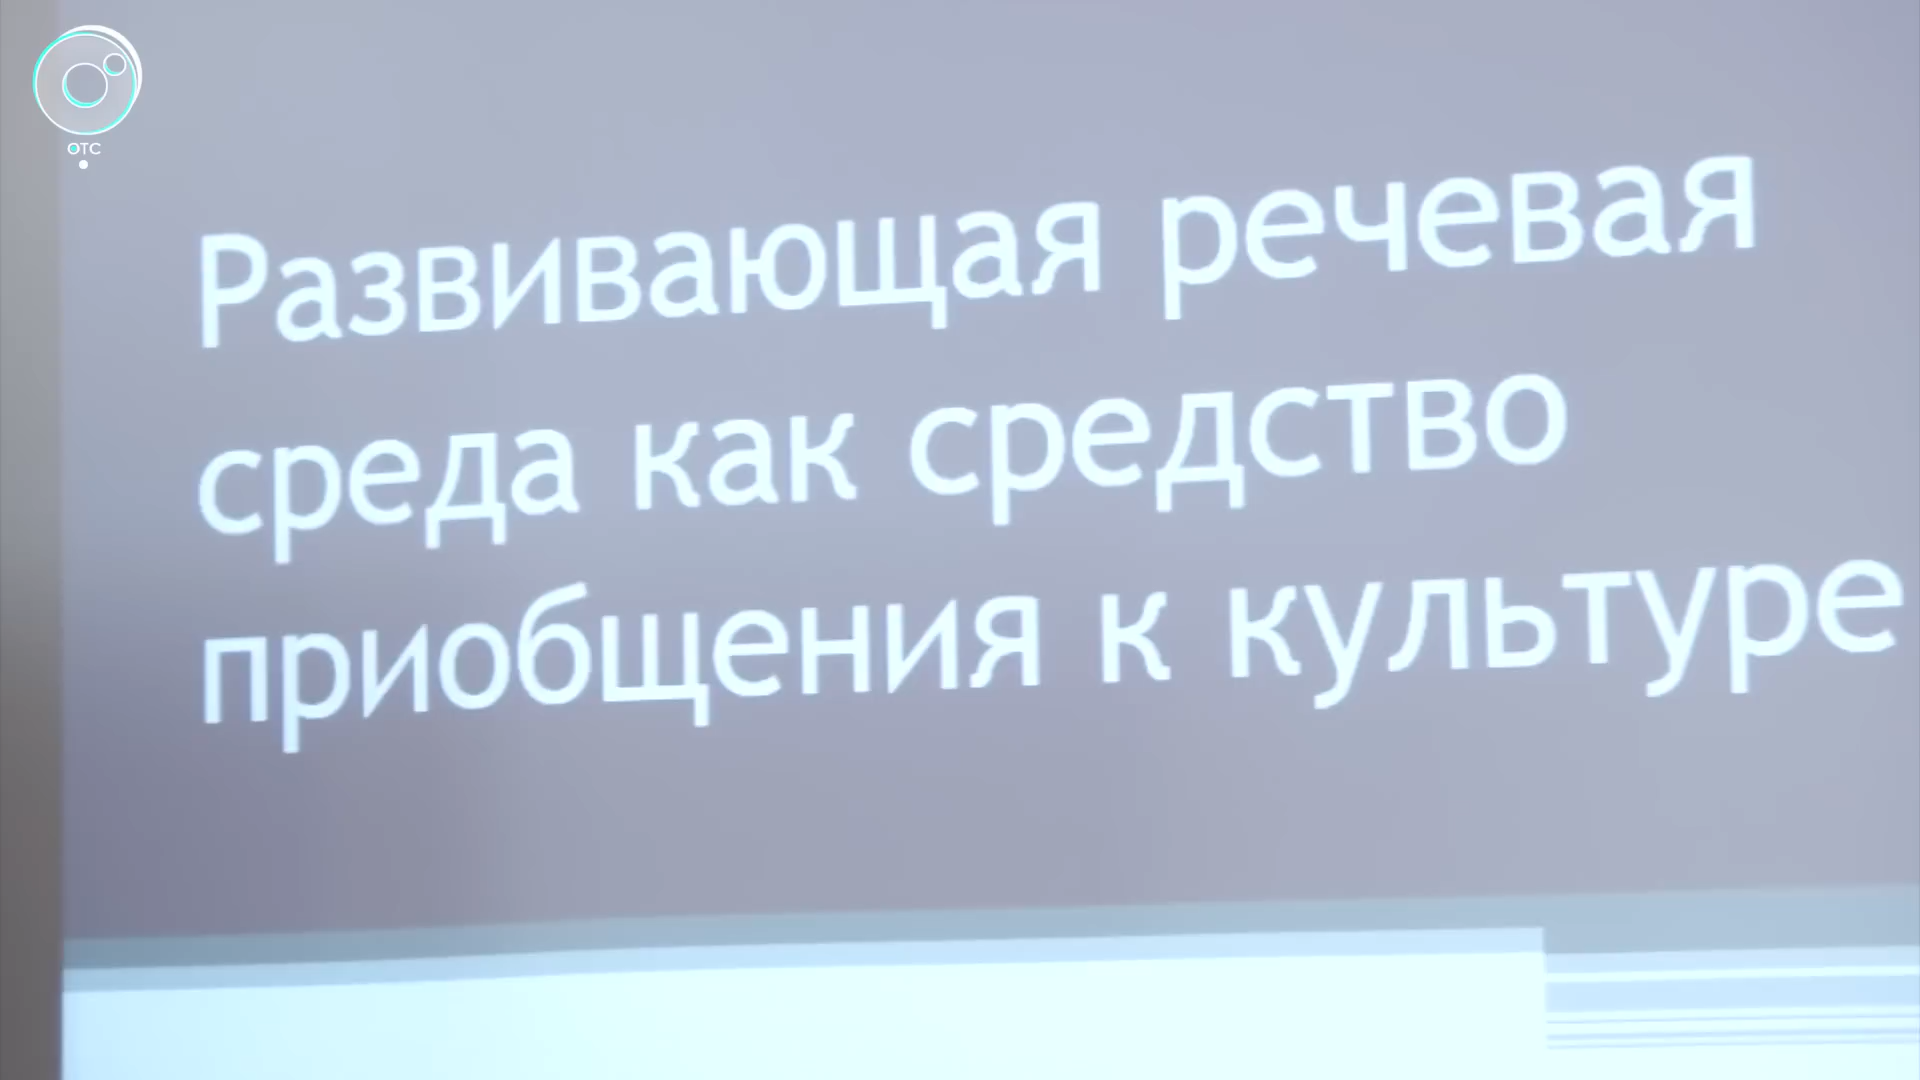 ОТС
Развивающая речевая
среда как средство
приобщения к культуре